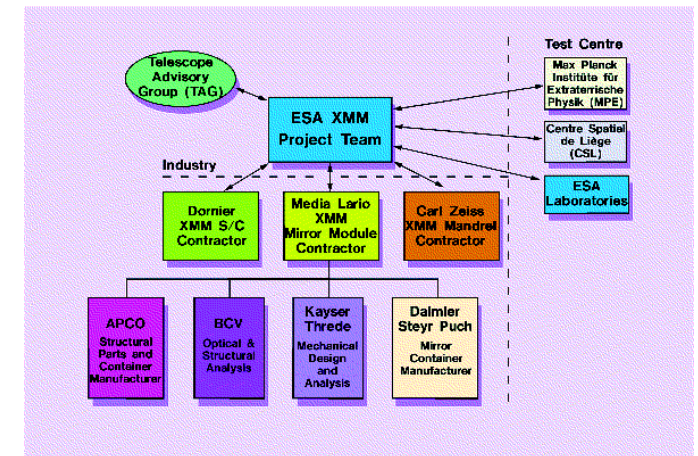 Telescope
Advisory
Group (TAG)
ESA XMM
Project Team
Test Centre
Max Planck
Institüte für
Extraterrische
Physik (MPE)
Centre Spatial
de Liège
(CSL)
ESA
Laboratories
Industry
Dornier
XMM S/C
Contractor
Media Lario
XMM
Mirror Module
Contractor
Carl Zeiss
XMM Mandrel
Contractor
APCO
Structural
Parts and
Container
Manufacturer
BCV
Optical &
Structural
Analysis
Kayser
Threde
Mechanical
Design
and
Analysis
Daimler
Steyr Puch
Mirror
Container
Manufacturer